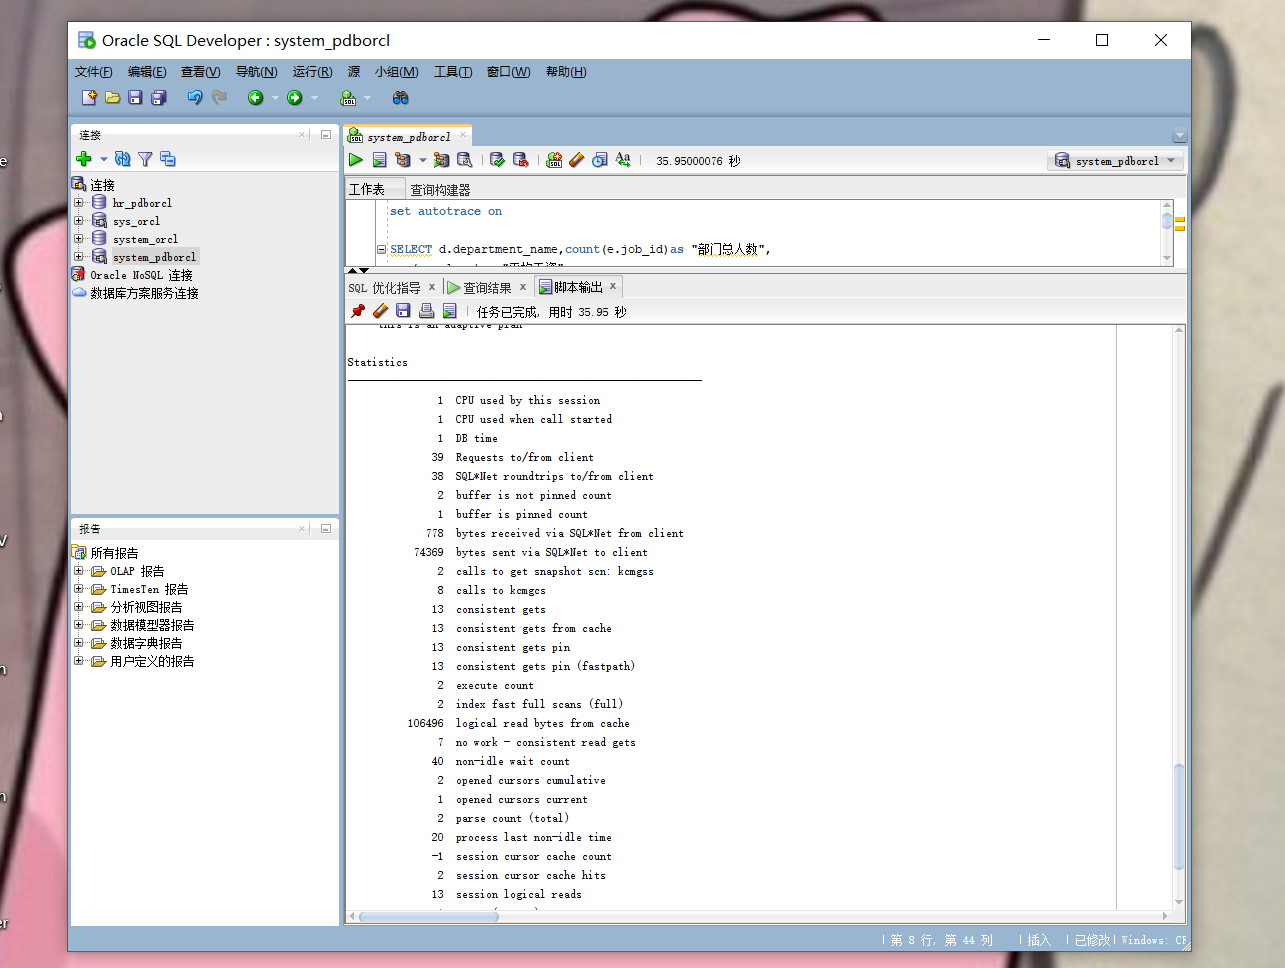 Oracle SQL Developer : system_pdborcl
文件(F) 编辑(E) 查看(V) 导航(N) 运行(R) 源 小组(M) 工具(T) 窗口(W) 帮助(H)
连接
连接
hr_pdborcl
sys_orcl
system_orcl
system_pdborcl
Oracle NoSQL 连接
数据库方案服务连接
报告
所有报告
OLAP 报告
TimesTen 报告
分析视图报告
数据模型器报告
数据字典报告
用户定义的报告
system_pdborcl
35.95000076 秒
system_pdborcl
工作表 查询构建器
set autotrace on
SELECT d.department_name,count(e.job_id)as "部门总人数",
SQL 优化指导 x 查询结果 x 脚本输出 x
任务已完成, 用时 35.95 秒
this is an adaptive plan
Statistics
1 CPU used by this session
1 CPU used when call started
1 DB time
39 Requests to/from client
38 SQL*Net roundtrips to/from client
2 buffer is not pinned count
1 buffer is pinned count
778 bytes received via SQL*Net from client
74369 bytes sent via SQL*Net to client
2 calls to get snapshot scn: kcmgss
8 calls to kcmgcs
13 consistent gets
13 consistent gets from cache
13 consistent gets pin
13 consistent gets pin (fastpath)
2 execute count
2 index fast full scans (full)
106496 logical read bytes from cache
7 no work - consistent read gets
40 non-idle wait count
2 opened cursors cumulative
1 opened cursors current
2 parse count (total)
20 process last non-idle time
-1 session cursor cache count
2 session cursor cache hits
13 session logical reads
第 8 行, 第 44 列 插入 已修改 Windows: CR